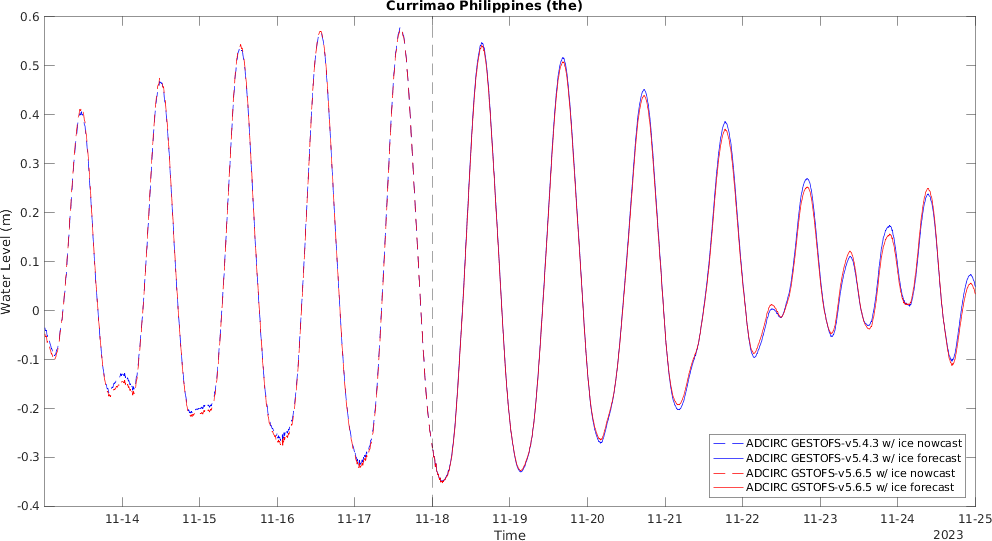 Currimao Philippines (the)
0.6
0.5
0.4
0.3
0.2
0.1
0
-0.1
-0.2
-0.3
-0.4
Water Level (m)
ADCIRC GESTOFS-v5.4.3 w/ ice nowcast
ADCIRC GESTOFS-v5.4.3 w/ ice forecast
ADCIRC GSTOFS-v5.6.5 w/ ice nowcast
ADCIRC GSTOFS-v5.6.5 w/ ice forecast
11-14 11-15 11-16 11-17 11-18 11-19 11-20 11-21 11-22 11-23 11-24 11-25
Time
2023